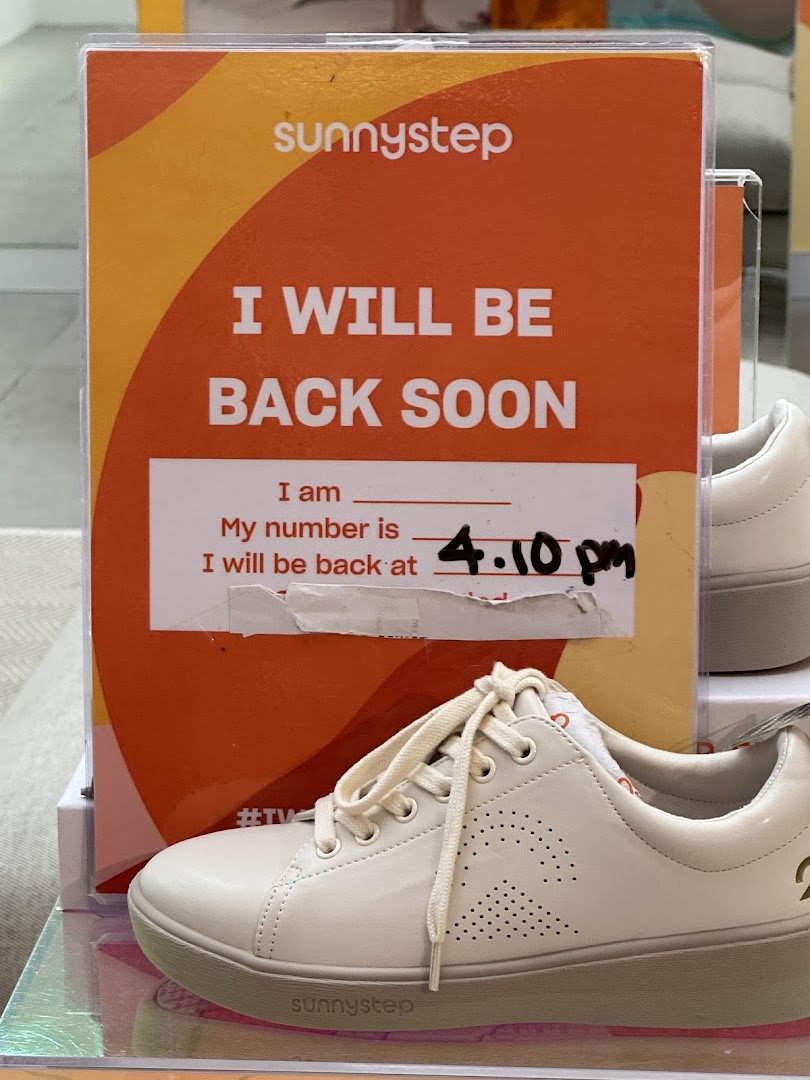 sunnystep
I WILL BE
BACK SOON
I am
My number is
I will be back at 4.10 pm
sunnystep